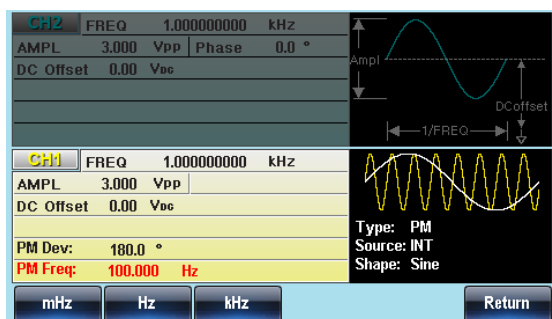 CH2 FREQ 1.000000000 kHz
AMPL 3.000 Vpp Phase 0.0 °
DC Offset 0.00 VDC
Ampl
DCoffset
1/FREQ
CH1 FREQ 1.000000000 kHz
AMPL 3.000 Vpp
DC Offset 0.00 VDC
PM Dev: 180.0 °
PM Freq: 100.000 Hz
Type: PM
Source: INT
Shape: Sine
mHz Hz kHz Return